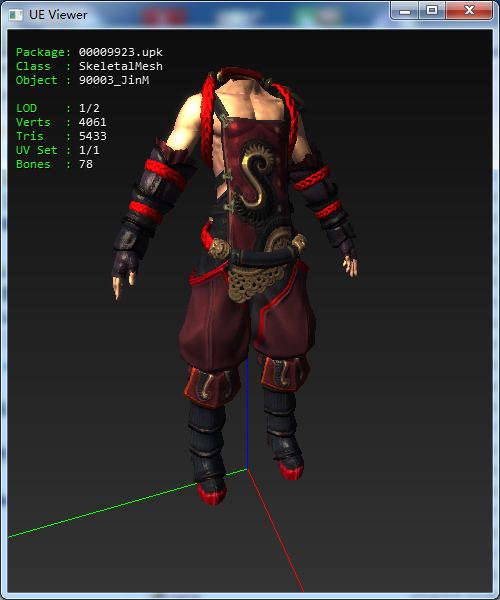 UE Viewer
Package: 00009923.upk
Class : SkeletalMesh
Object : 90003_JinM
LOD : 1/2
Verts : 4061
Tris : 5433
UV Set : 1/1
Bones : 78